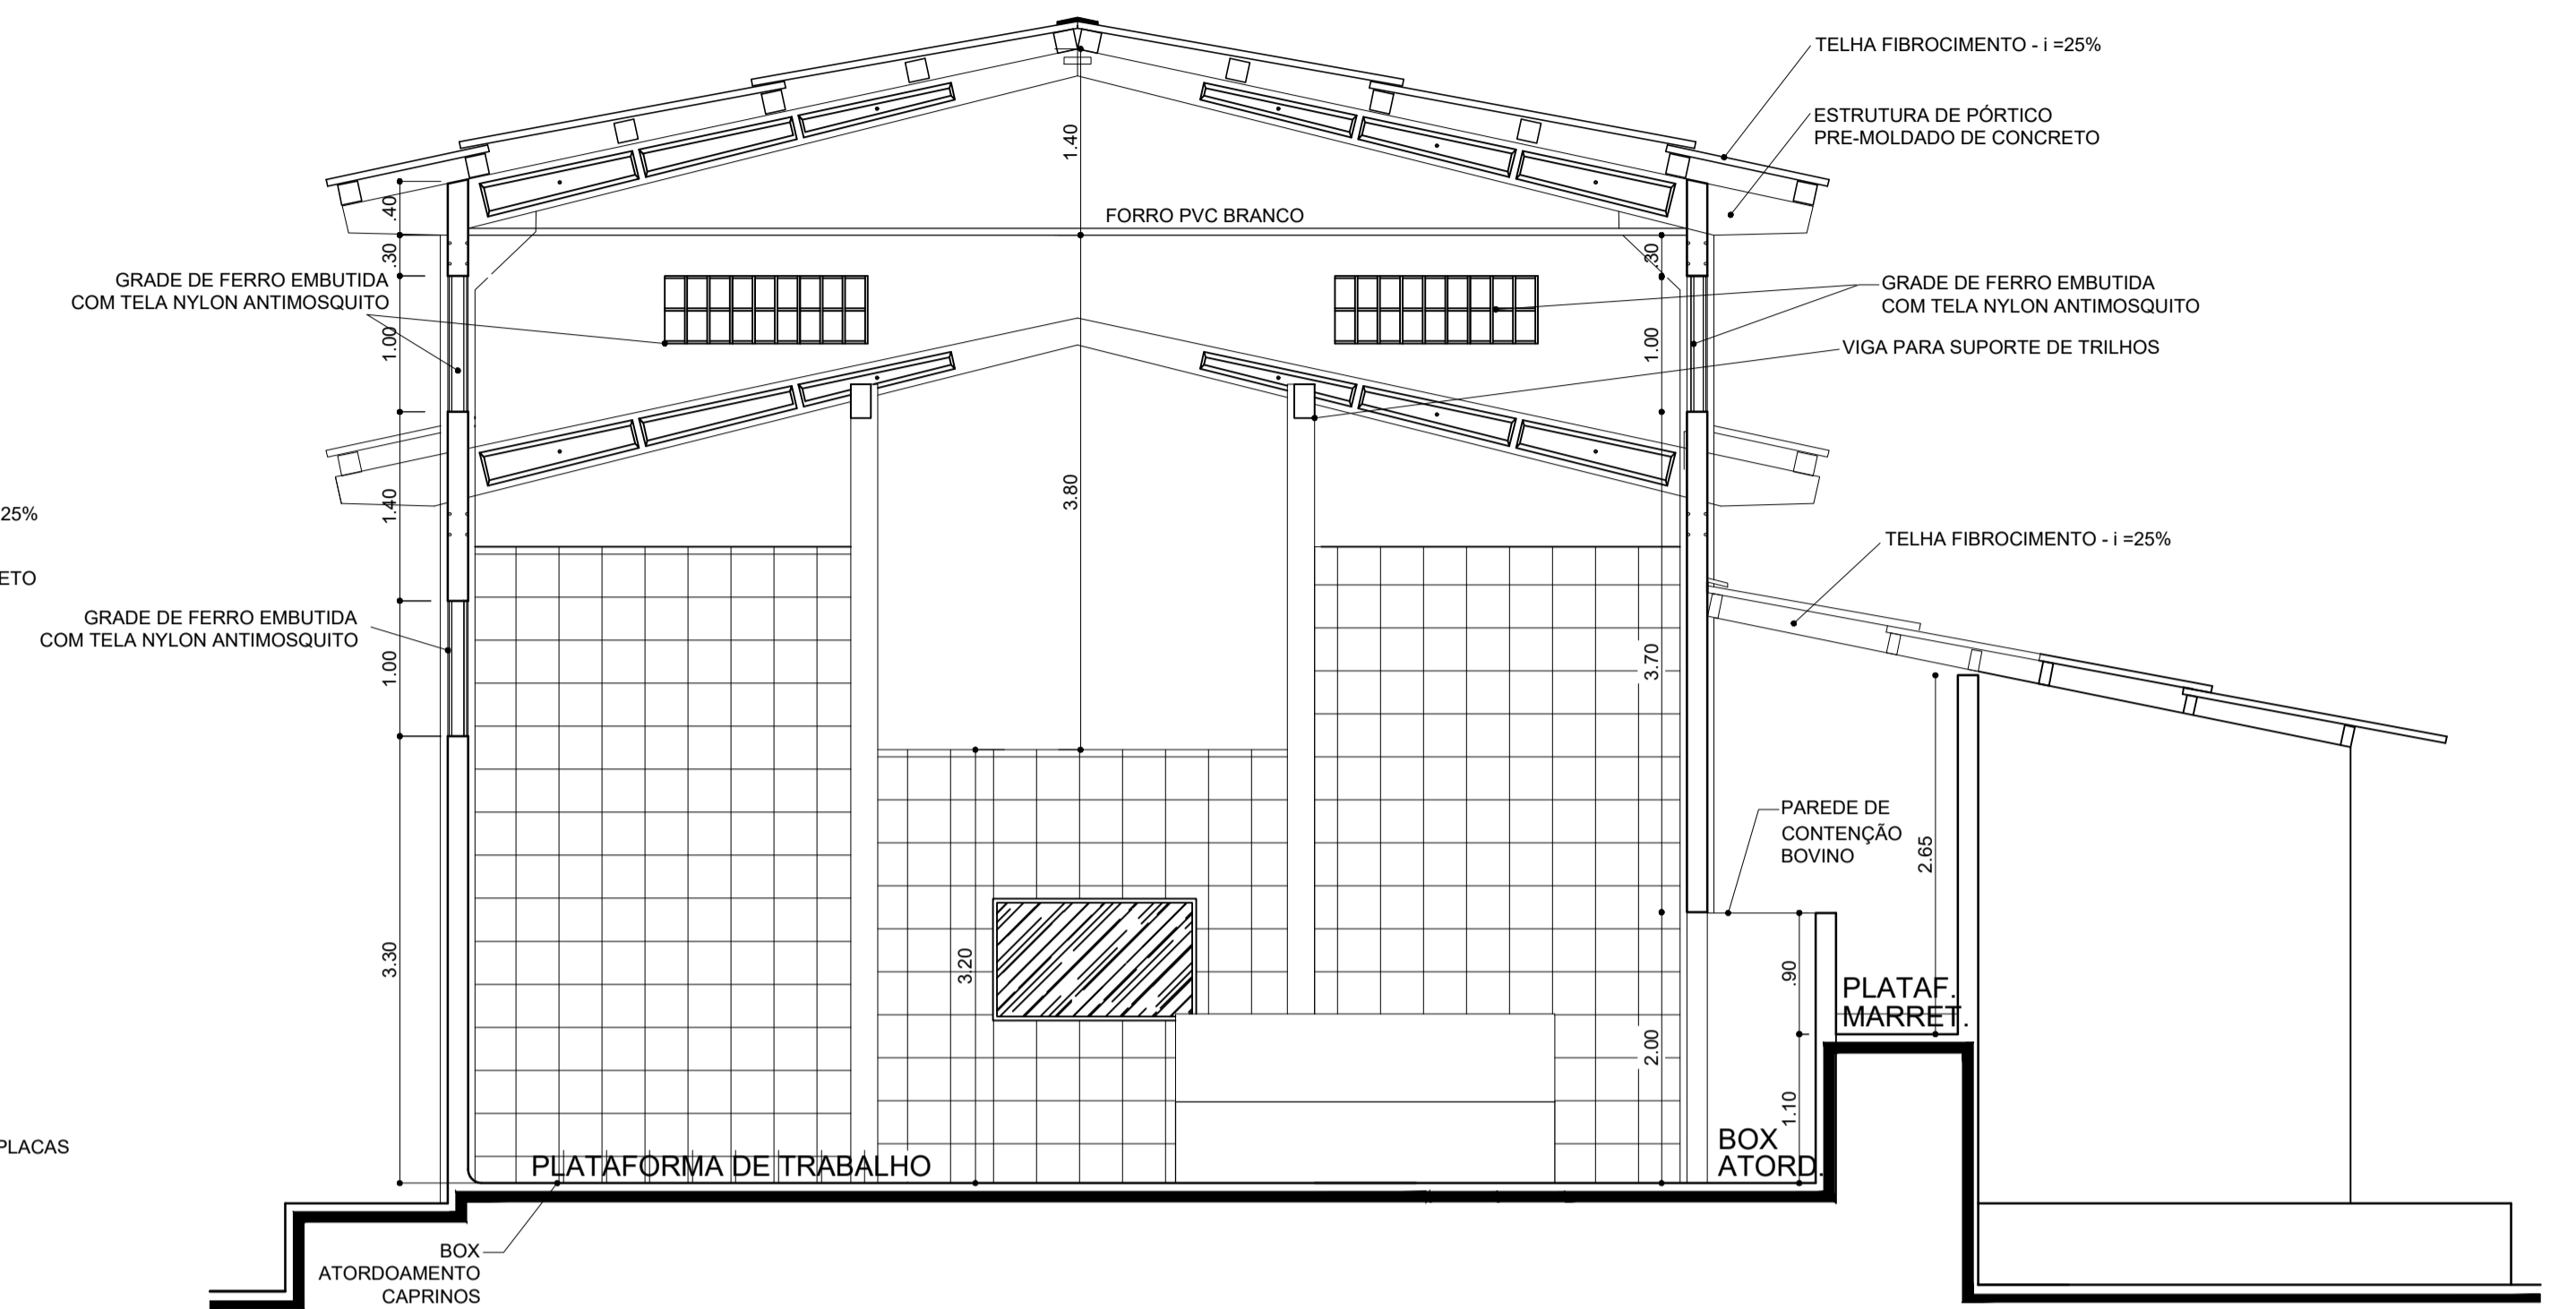 TELHA FIBROCIMENTO - i =25%
ESTRUTURA DE PÓRTICO
PRE-MOLDADO DE CONCRETO
1.40
.40
FORRO PVC BRANCO
.30
.30
GRADE DE FERRO EMBUTIDA
COM TELA NYLON ANTIMOSQUITO
GRADE DE FERRO EMBUTIDA
COM TELA NYLON ANTIMOSQUITO
1.00
1.00
VIGA PARA SUPORTE DE TRILHOS
1.40
3.80
25%
TELHA FIBROCIMENTO - i =25%
ETO
GRADE DE FERRO EMBUTIDA
COM TELA NYLON ANTIMOSQUITO
1.00
3.70
PAREDE DE
CONTENÇÃO
BOVINO
2.65
3.30
3.20
.90
PLATAF.
MARRET.
2.00
1.10
PLACAS
PLATAFORMA DE TRABALHO
BOX
ATORD.
BOX
ATORDOAMENTO
CAPRINOS